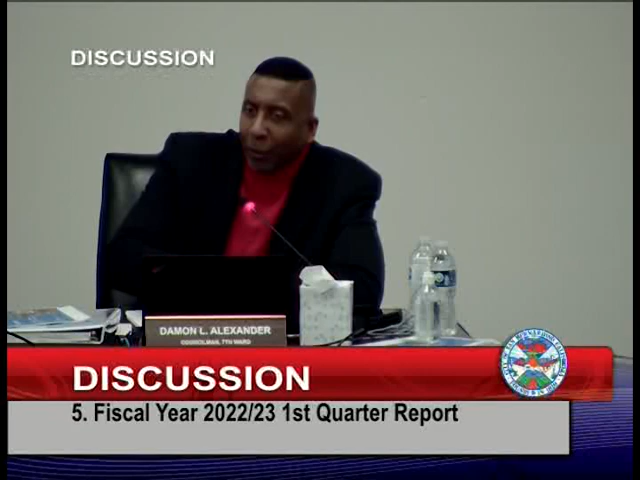 DISCUSSION
DAMON L. ALEXANDER
COUNCILMAN, 7TH WARD
DISCUSSION
5. Fiscal Year 2022/23 1st Quarter Report